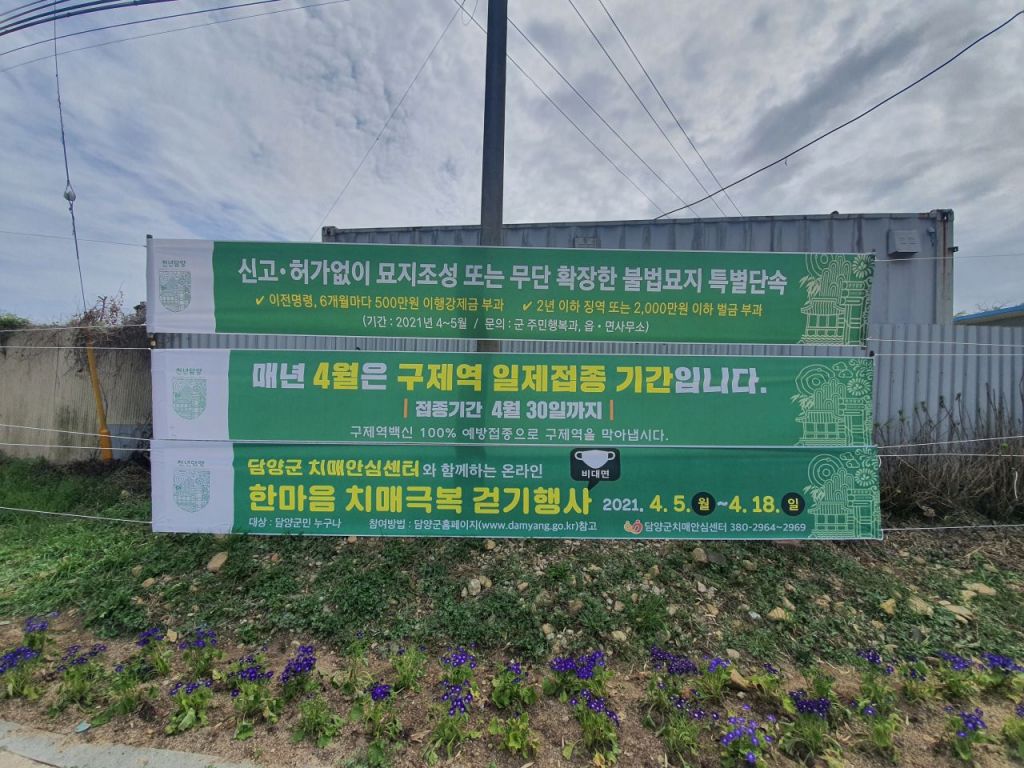 천년담양
신고·허가없이 묘지조성 또는 무단 확장한 불법묘지 특별단속
✔ 이전명령, 6개월마다 500만원 이행강제금 부과 ✔ 2년 이하 징역 또는 2,000만원 이하 벌금 부과
(기간 : 2021년 4~5월 / 문의 : 군 주민행복과, 읍·면사무소)
천년담양
매년 4월은 구제역 일제접종 기간입니다.
| 접종기간 4월 30일까지 |
구제역백신 100% 예방접종으로 구제역을 막아냅시다.
천년담양
담양군 치매안심센터와 함께하는 온라인
비대면
한마음 치매극복 걷기행사 2021. 4. 5. 월 ~4. 18. 일
대상 : 담양군민 누구나 참여방법 : 담양군홈페이지(www.damyang.go.kr)참고 담양군치매안심센터 380-2964~2969